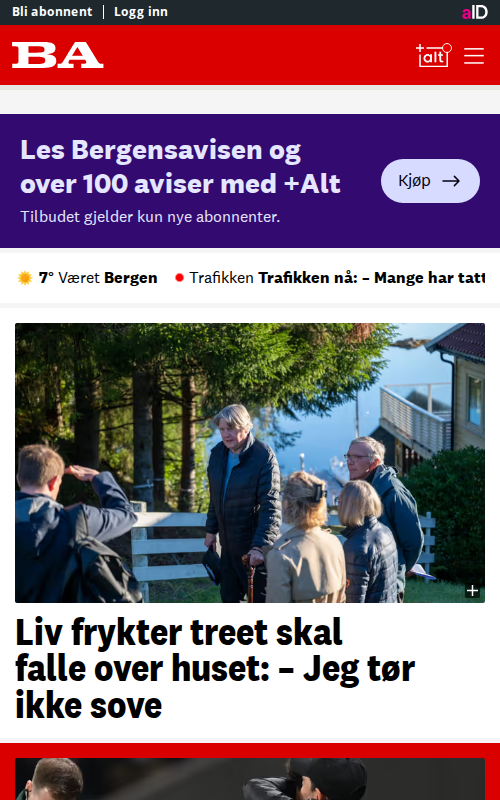 Bli abonnent
Logg inn
aID
BA
+alt
Les Bergensavisen og
over 100 aviser med +Alt
Tilbudet gjelder kun nye abonnenter.
Kjøp
7° Været Bergen
Trafikken Trafikken nå: – Mange har tatt
Liv frykter treet skal
falle over huset: – Jeg tør
ikke sove